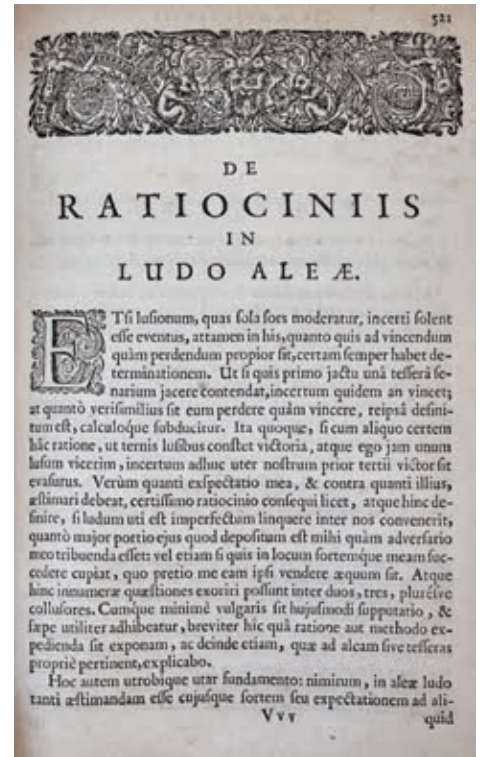 521
DE
RATIOCINIIS
IN
LUDO ALEÆ.
ETſi luſionum, quas ſola ſors moderatur, incerti ſolent
eſſe eventus, attamen in his, quanto quis ad vincendum
quàm perdendum propior ſit, certam ſemper habet de-
terminationem. Ut ſi quis primo jactu unâ teſſerâ ſe-
narium jacere contendat, incertum quidem an vincet;
at quantò veriſimilius ſit eum perdere quàm vincere, reipsâ defini-
tum eſt, calculoque ſubducitur. Ita quoque, ſi cum aliquo certem
hâc ratione, ut ternis luſibus conſtet victoria, atque ego jam unum
luſum vicerim, incertum adhuc uter noſtrum prior tertii victor ſit
evaſurus. Verùm quanti exſpectatio mea, & contra quanti illius,
æſtimari debeat, certiſſimo ratiocinio conſequi licet, atque hinc de-
finire, ſi ludum uti eſt imperfectum linquere inter nos convenerit,
quantò major portio ejus quod depoſitum eſt mihi quàm adverſario
meo tribuenda eſſet: vel etiam ſi quis in locum ſortemque meam ſuc-
cedere cupiat, quo pretio me eam ipſi vendere æquum ſit. Atque
hinc innumeræ quæſtiones exoriri poſſunt inter duos, tres, plureſve
colluſores. Cumque minimè vulgaris ſit hujuſmodi ſupputatio, &
ſæpe utiliter adhibeatur, breviter hîc quâ ratione aut methodo ex-
pedienda ſit exponam, ac deinde etiam, quæ ad aleam ſive teſſeras
propriè pertinent, explicabo.
Hoc autem utrobique utar fundamento: nimirum, in aleæ ludo
tanti æſtimandam eſſe cujuſque ſortem ſeu expectationem ad ali-
Vvv quid